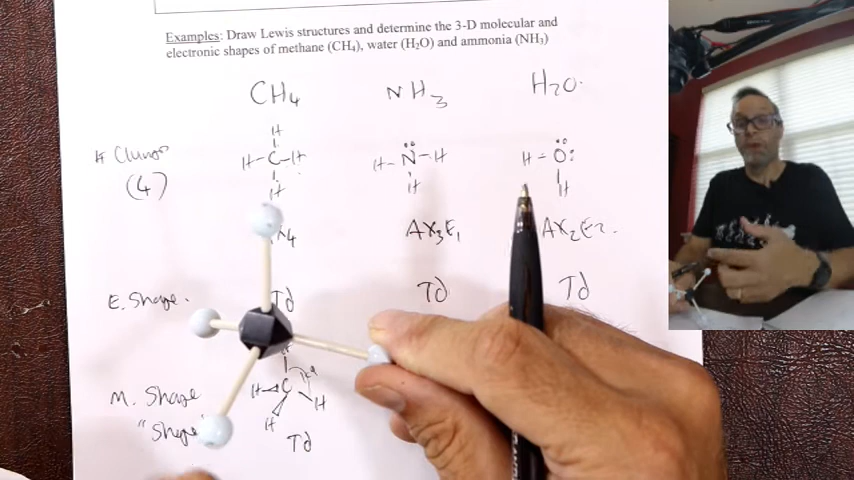 Examples: Draw Lewis structures and determine the 3-D molecular and
electronic shapes of methane (CH₄), water (H₂O) and ammonia (NH₃)
CH4 NH3 H2O
H
H-C-H H-N-H H-O:
H H H
(4)
X4 AX3E1 AX2E2
E. Shape. Td Td Td
M. Shape H C H
"Shape" H
Td